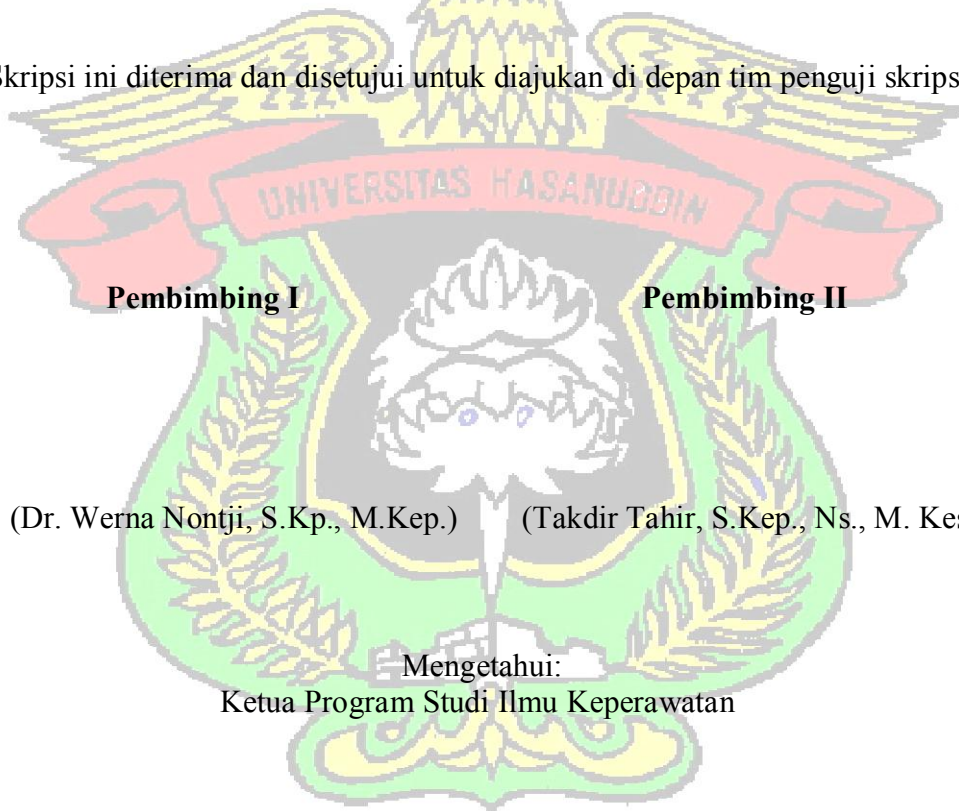 Skripsi ini diterima dan disetujui untuk diajukan di depan tim penguji skripsi
UNIVERSITAS HASANUDDIN
Pembimbing I Pembimbing II
(Dr. Werna Nontji, S.Kp., M.Kep.) (Takdir Tahir, S.Kep., Ns., M. Kes
Mengetahui:
Ketua Program Studi Ilmu Keperawatan